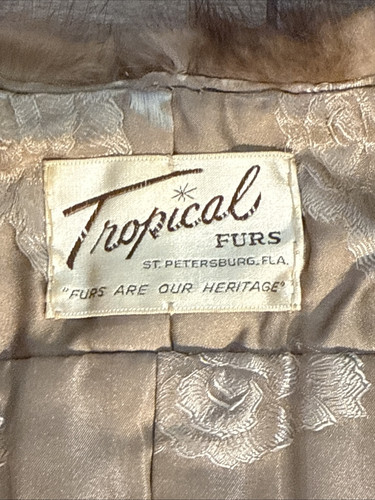 Tropical
FURS
ST. PETERSBURG, FLA.
"FURS ARE OUR HERITAGE"